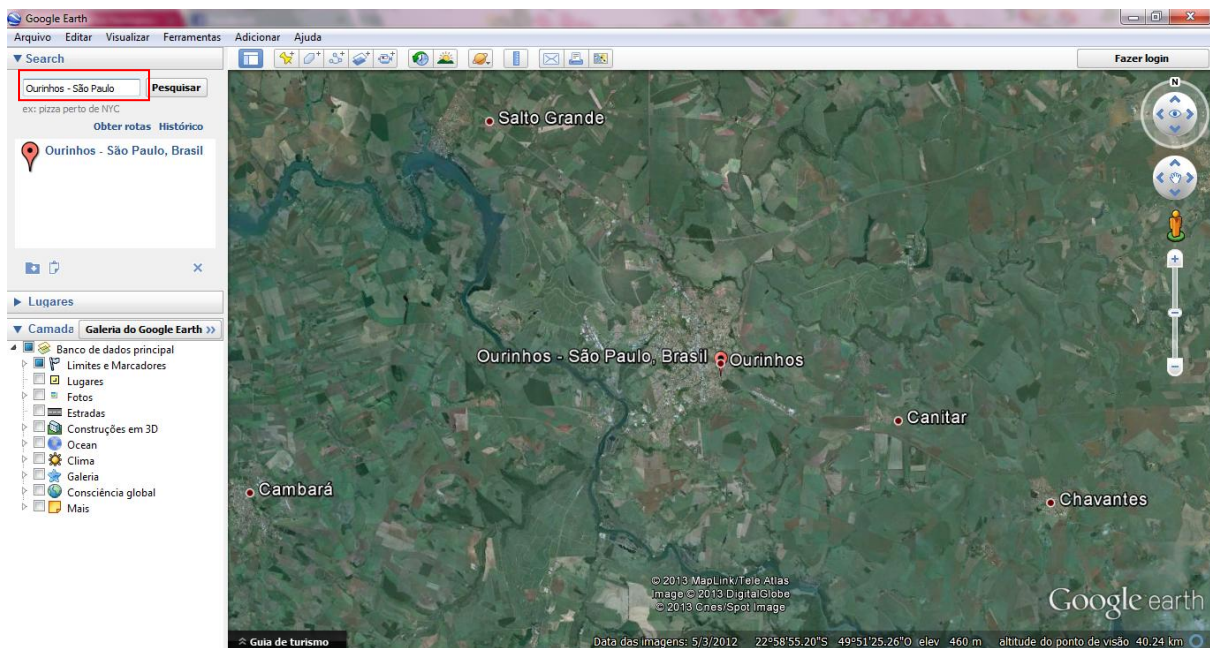 Google Earth
Arquivo Editar Visualizar Ferramentas Adicionar Ajuda
Search
Fazer login
Ourinhos - São Paulo
Pesquisar
ex: pizza perto de NYC
Obter rotas Histórico
Ourinhos - São Paulo, Brasil
Lugares
Camada Galeria do Google Earth >>
Banco de dados principal
Limites e Marcadores
Lugares
Fotos
Estradas
Construções em 3D
Ocean
Clima
Galeria
Consciência global
Mais
N
Salto Grande
Ourinhos - São Paulo, Brasil
Ourinhos
Canitar
Cambará
Chavantes
© 2013 MapLink/Tele Atlas
Image © 2013 DigitalGlobe
© 2013 Cnes/Spot Image
Google earth
Guia de turismo
Data das imagens: 5/3/2012 22°58'55.20"S 49°51'25.26"O elev 460 m altitude do ponto de visão 40.24 km